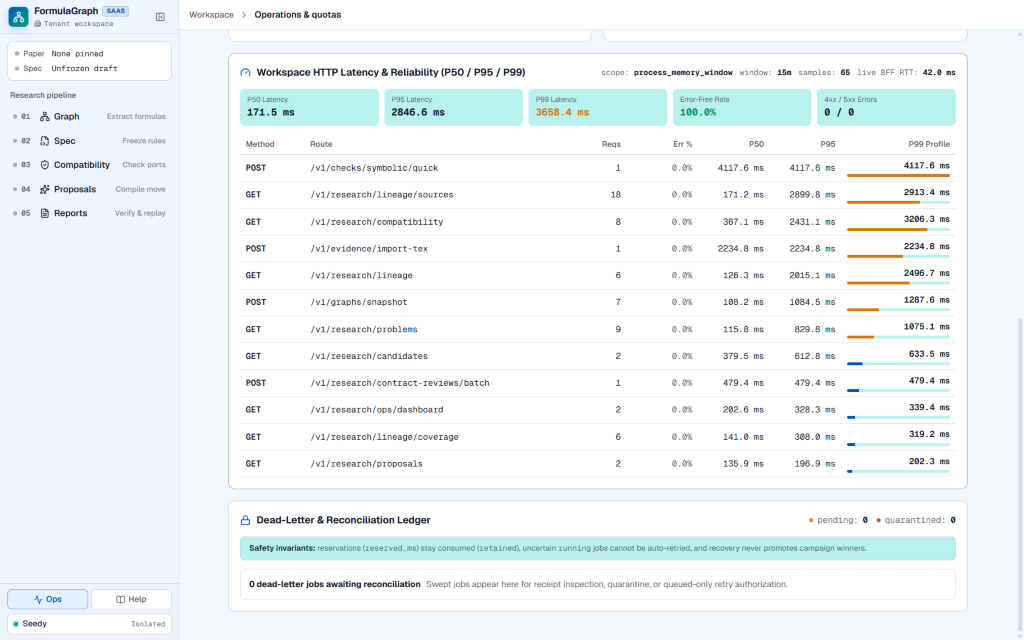 FormulaGraph SAAS
Tenant workspace
Paper None pinned
Spec Unfrozen draft
Research pipeline
01 Graph Extract formulas
02 Spec Freeze rules
03 Compatibility Check ports
04 Proposals Compile move
05 Reports Verify & replay
Ops Help
Seedy Isolated
Workspace > Operations & quotas
Workspace HTTP Latency & Reliability (P50 / P95 / P99) scope: process_memory_window window: 15m samples: 65 live BFF RTT: 42.0 ms
P50 Latency P95 Latency P99 Latency Error-Free Rate 4xx / 5xx Errors
171.5 ms 2846.6 ms 3658.4 ms 100.0% 0 / 0
Method Route Reqs Err % P50 P95 P99 Profile
POST /v1/checks/symbolic/quick 1 0.0% 4117.6 ms 4117.6 ms 4117.6 ms
GET /v1/research/lineage/sources 18 0.0% 171.2 ms 2899.8 ms 2913.4 ms
GET /v1/research/compatibility 8 0.0% 367.1 ms 2431.1 ms 3206.3 ms
POST /v1/evidence/import-tex 1 0.0% 2234.8 ms 2234.8 ms 2234.8 ms
GET /v1/research/lineage 6 0.0% 126.3 ms 2015.1 ms 2496.7 ms
POST /v1/graphs/snapshot 7 0.0% 108.2 ms 1084.5 ms 1287.6 ms
GET /v1/research/problems 9 0.0% 115.8 ms 829.8 ms 1075.1 ms
GET /v1/research/candidates 2 0.0% 379.5 ms 612.8 ms 633.5 ms
POST /v1/research/contract-reviews/batch 1 0.0% 479.4 ms 479.4 ms 479.4 ms
GET /v1/research/ops/dashboard 2 0.0% 202.6 ms 328.3 ms 339.4 ms
GET /v1/research/lineage/coverage 6 0.0% 141.0 ms 308.0 ms 319.2 ms
GET /v1/research/proposals 2 0.0% 135.9 ms 196.9 ms 202.3 ms
Dead-Letter & Reconciliation Ledger pending: 0 quarantined: 0
Safety invariants: reservations (reserved_ms) stay consumed (retained), uncertain running jobs cannot be auto-retried, and recovery never promotes campaign winners.
0 dead-letter jobs awaiting reconciliation Swept jobs appear here for receipt inspection, quarantine, or queued-only retry authorization.